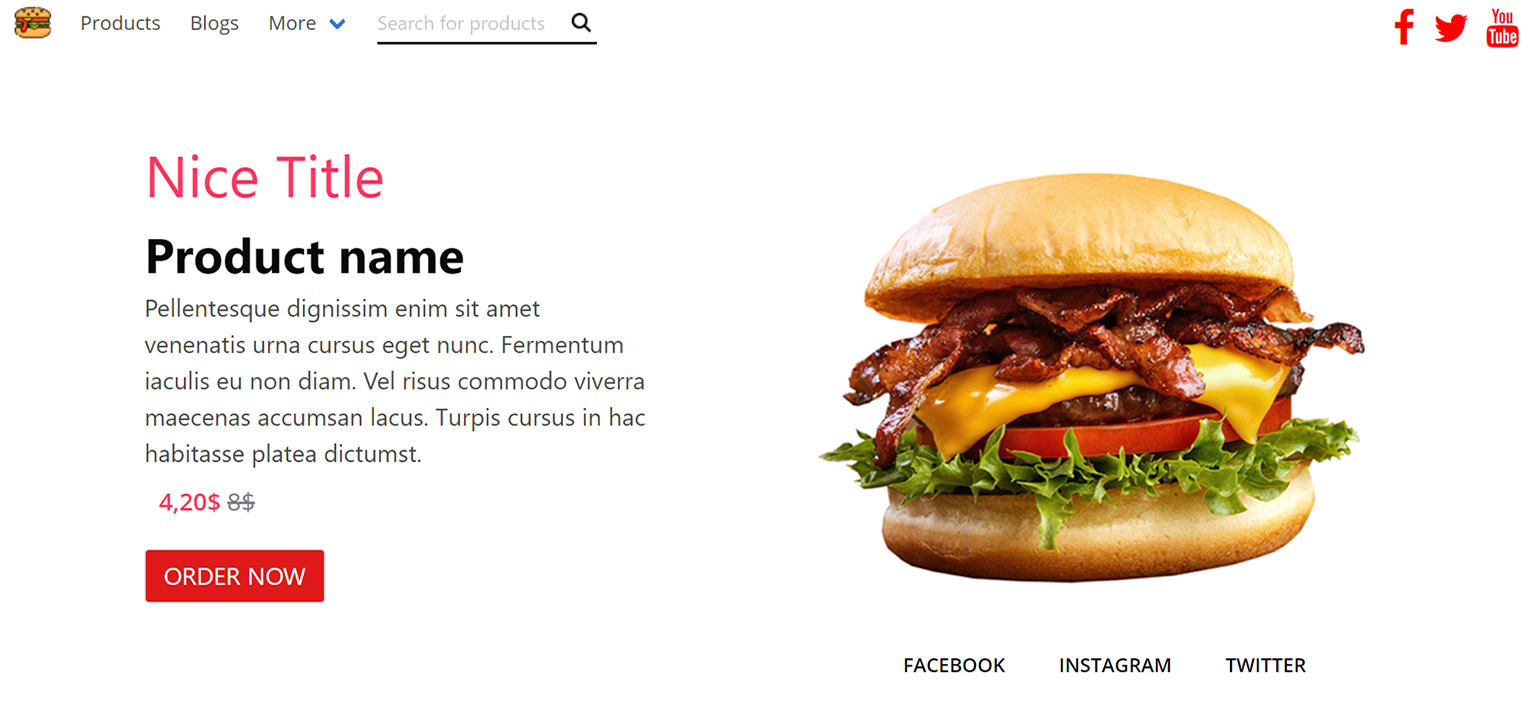 Products Blogs More Search for products You Tube
Nice Title
Product name
Pellentesque dignissim enim sit amet
venenatis urna cursus eget nunc. Fermentum
iaculis eu non diam. Vel risus commodo viverra
maecenas accumsan lacus. Turpis cursus in hac
habitasse platea dictumst.
4,20$ 8$
ORDER NOW
FACEBOOK INSTAGRAM TWITTER